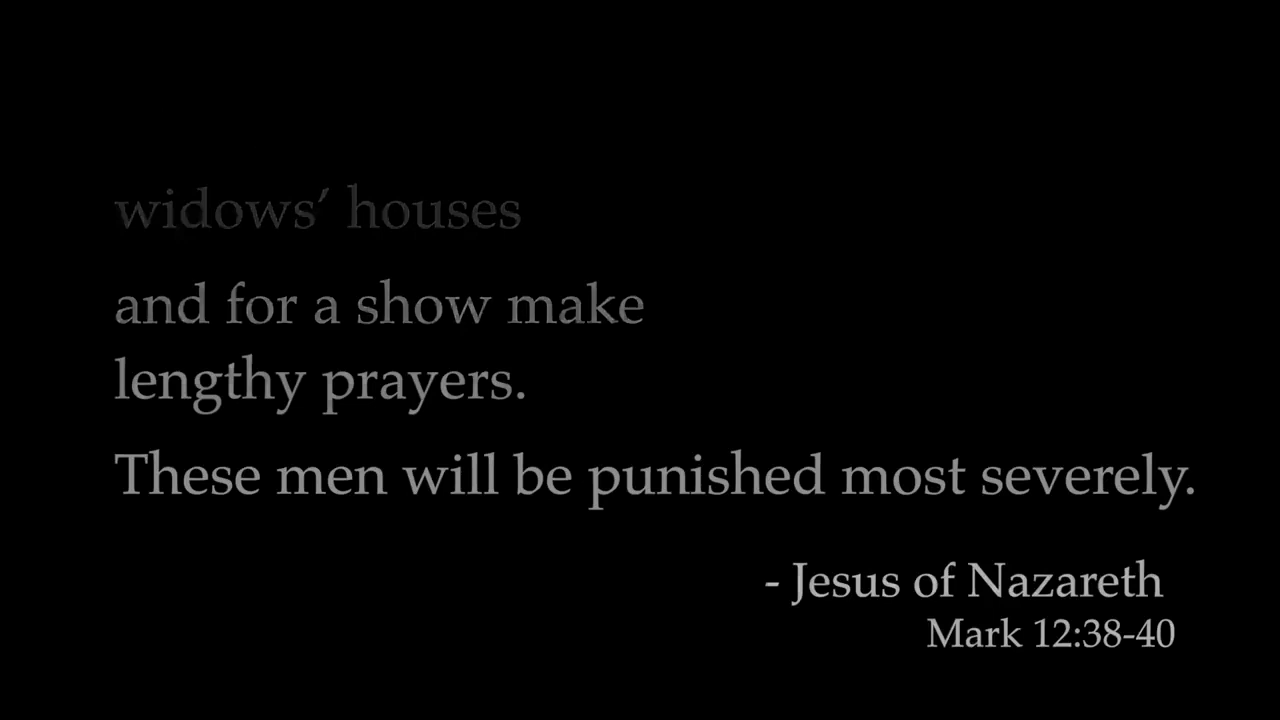 widows’ houses
and for a show make
lengthy prayers.
These men will be punished most severely.
- Jesus of Nazareth
Mark 12:38-40